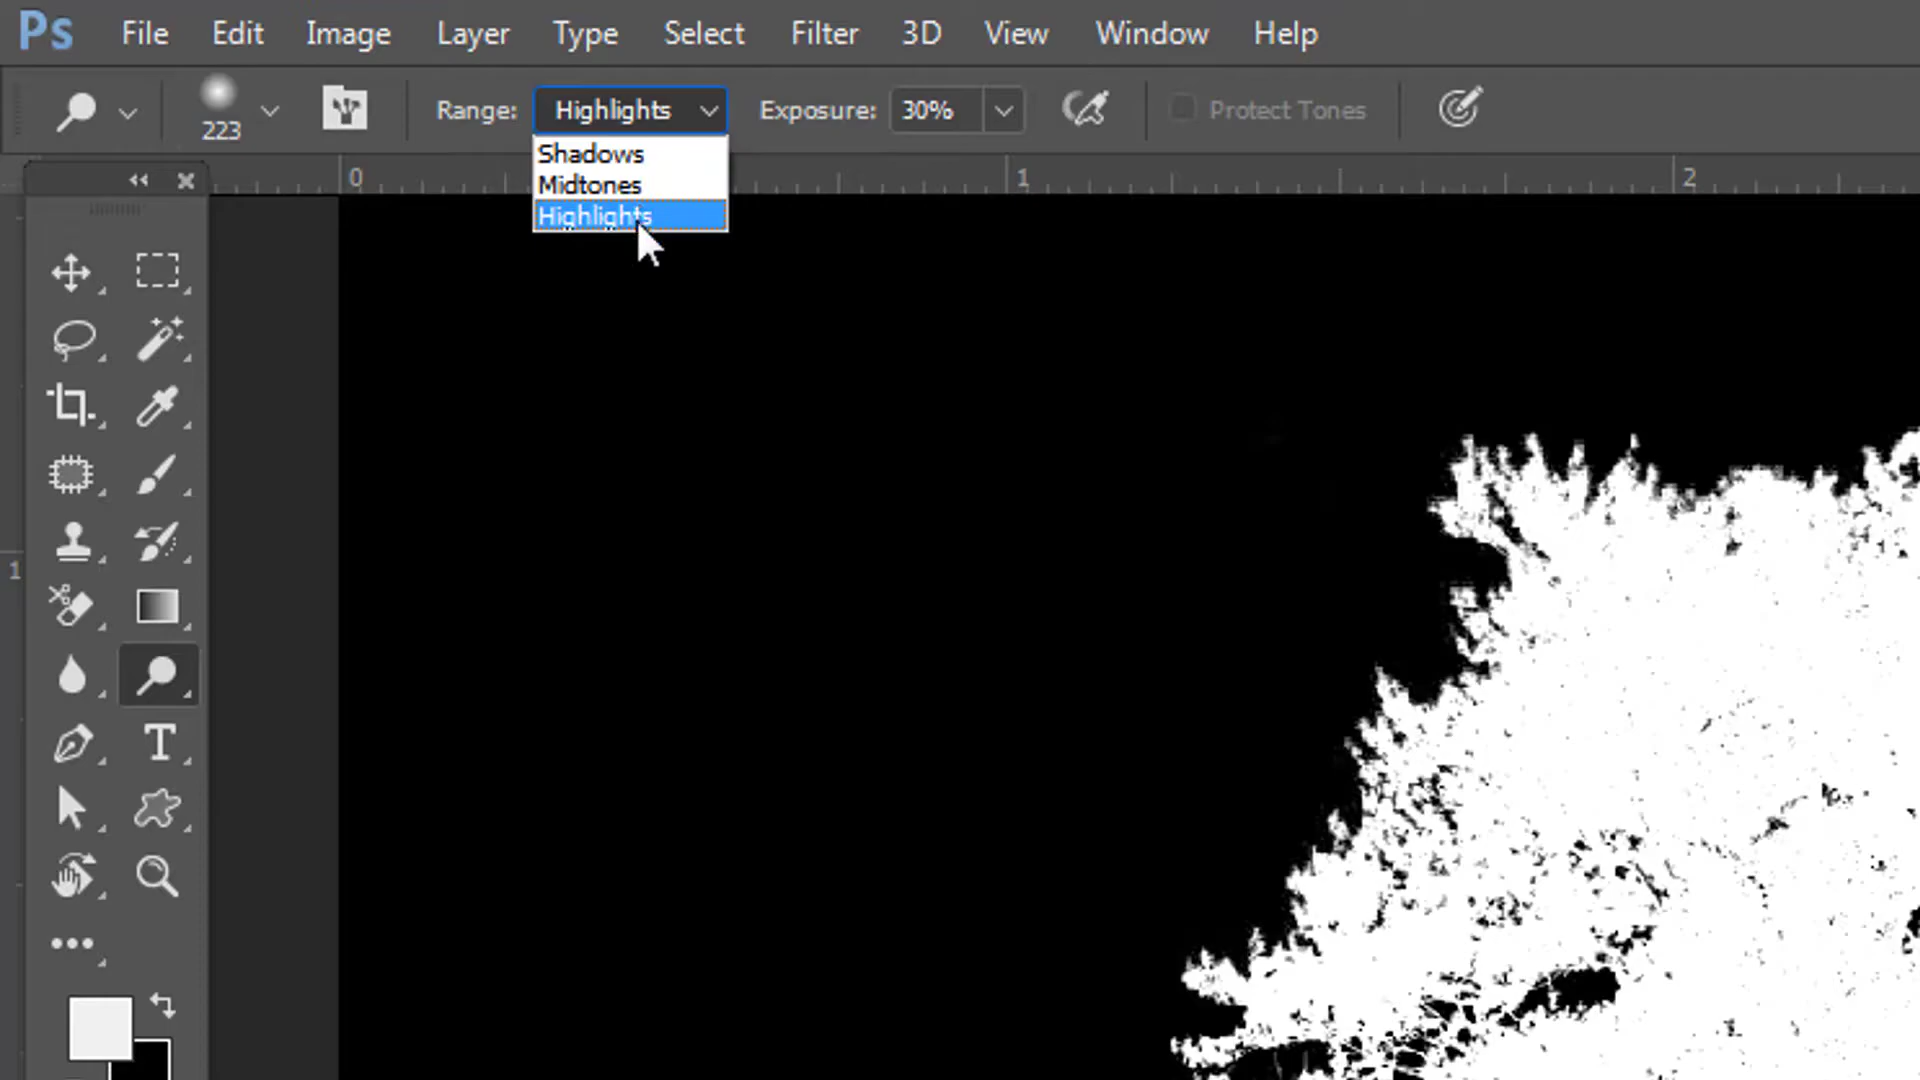 Ps File Edit Image Layer Type Select Filter 3D View Window Help
223 Range: Highlights Exposure: 30% Protect Tones
Shadows
Midtones
Highlights
0 1 2
1
T